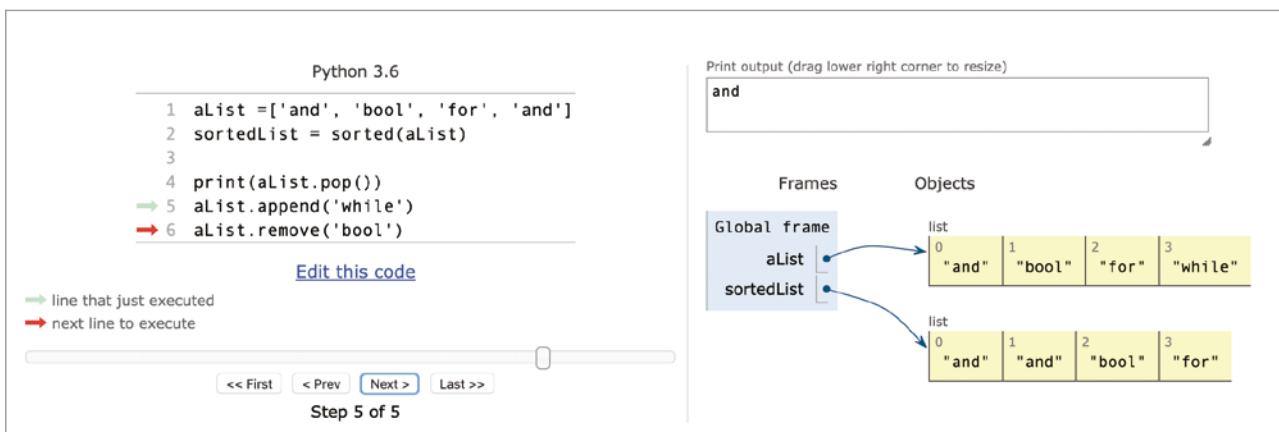 Python 3.6
1 aList =['and', 'bool', 'for', 'and']
2 sortedList = sorted(aList)
3
4 print(aList.pop())
5 aList.append('while')
6 aList.remove('bool')
Edit this code
line that just executed
next line to execute
<< First < Prev Next > Last >>
Step 5 of 5
Print output (drag lower right corner to resize)
and
Frames Objects
Global frame
aList
sortedList
list
0 1 2 3
"and" "bool" "for" "while"
list
0 1 2 3
"and" "and" "bool" "for"